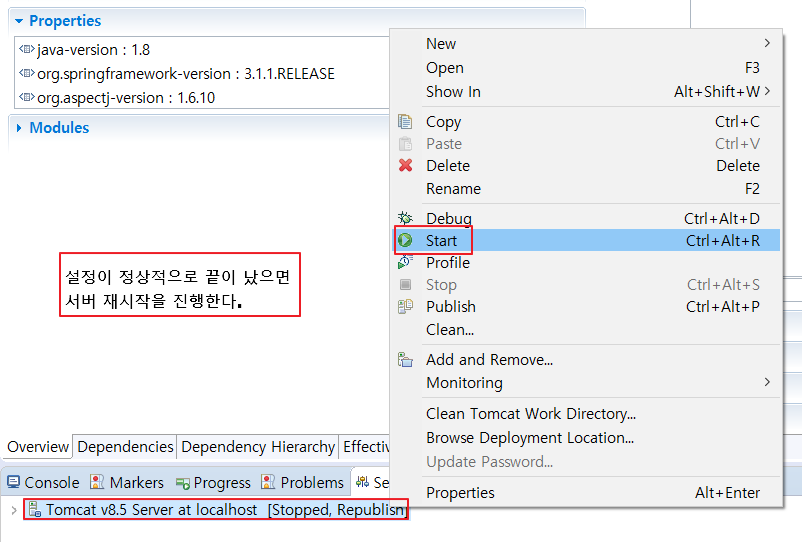 Properties
java-version : 1.8
org.springframework-version : 3.1.1.RELEASE
org.aspectj-version : 1.6.10
Modules
설정이 정상적으로 끝이 났으면
서버 재시작을 진행한다.
New
Open F3
Show In Alt+Shift+W
Copy Ctrl+C
Paste Ctrl+V
Delete Delete
Rename F2
Debug Ctrl+Alt+D
Start Ctrl+Alt+R
Profile
Stop Ctrl+Alt+S
Publish Ctrl+Alt+P
Clean...
Add and Remove...
Monitoring
Clean Tomcat Work Directory...
Browse Deployment Location...
Update Password...
Properties Alt+Enter
Overview Dependencies Dependency Hierarchy Effectiv
Console Markers Progress Problems Se
Tomcat v8.5 Server at localhost [Stopped, Republish]